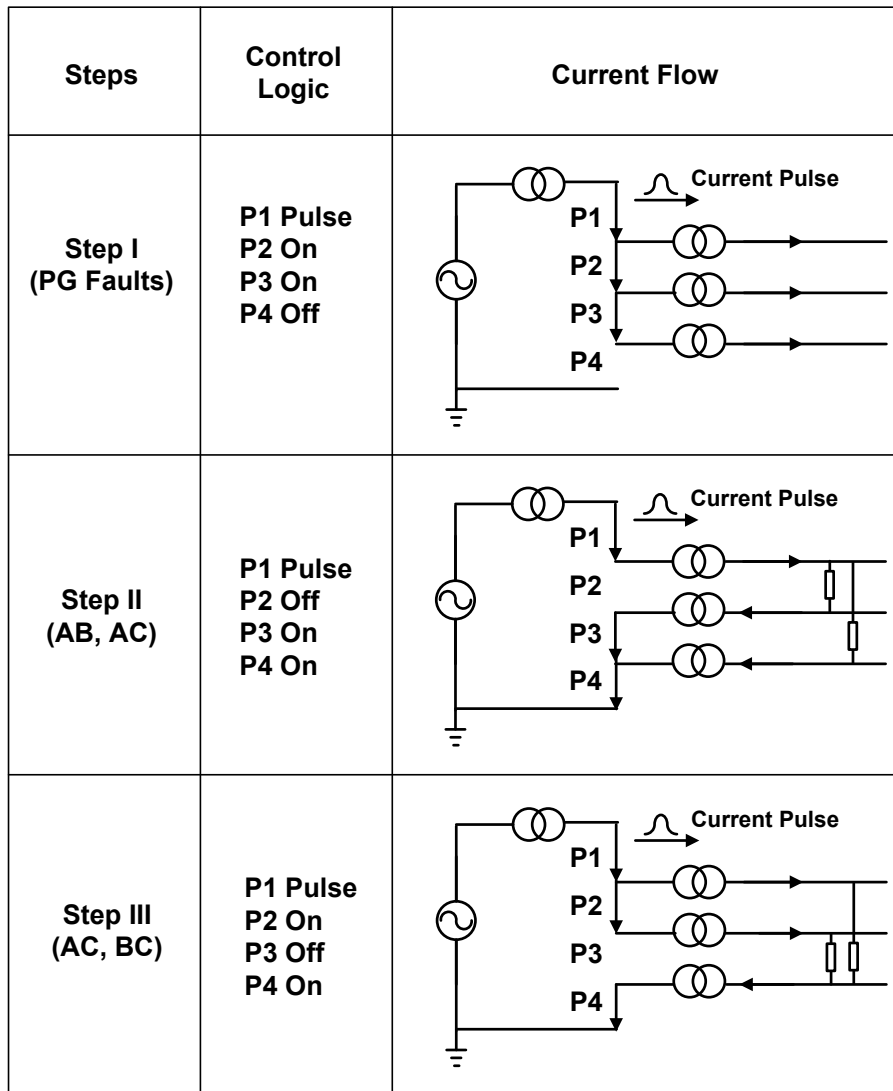 Steps
Control
Logic
Current Flow
Step I
(PG Faults)
P1 Pulse
P2 On
P3 On
P4 Off
Current Pulse
P1
P2
P3
P4
Step II
(AB, AC)
P1 Pulse
P2 Off
P3 On
P4 On
Current Pulse
P1
P2
P3
P4
Step III
(AC, BC)
P1 Pulse
P2 On
P3 Off
P4 On
Current Pulse
P1
P2
P3
P4